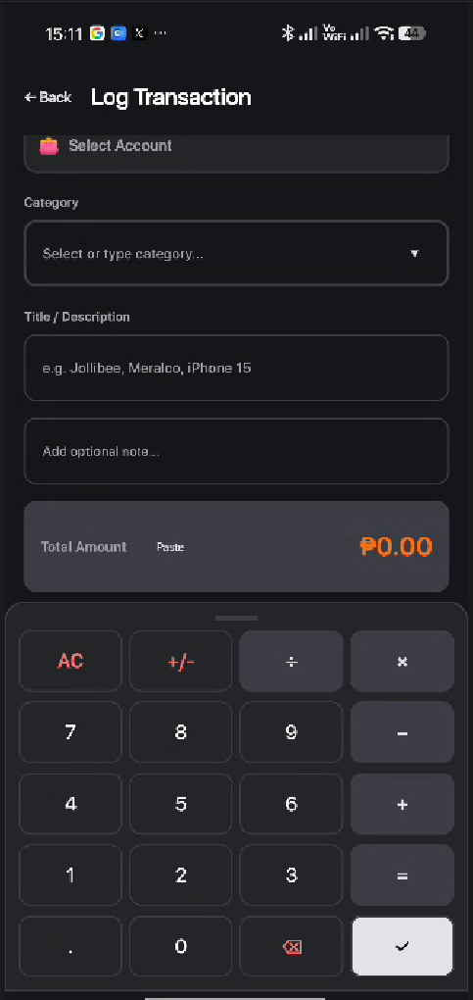 15:11 G X ... Vo WiFi 44
← Back Log Transaction
Select Account
Category
Select or type category... ▼
Title / Description
e.g. Jollibee, Meralco, iPhone 15
Add optional note...
Total Amount Paste ₱0.00
AC +/- ÷ ×
7 8 9 −
4 5 6 +
1 2 3 =
. 0 ⌫ ✓